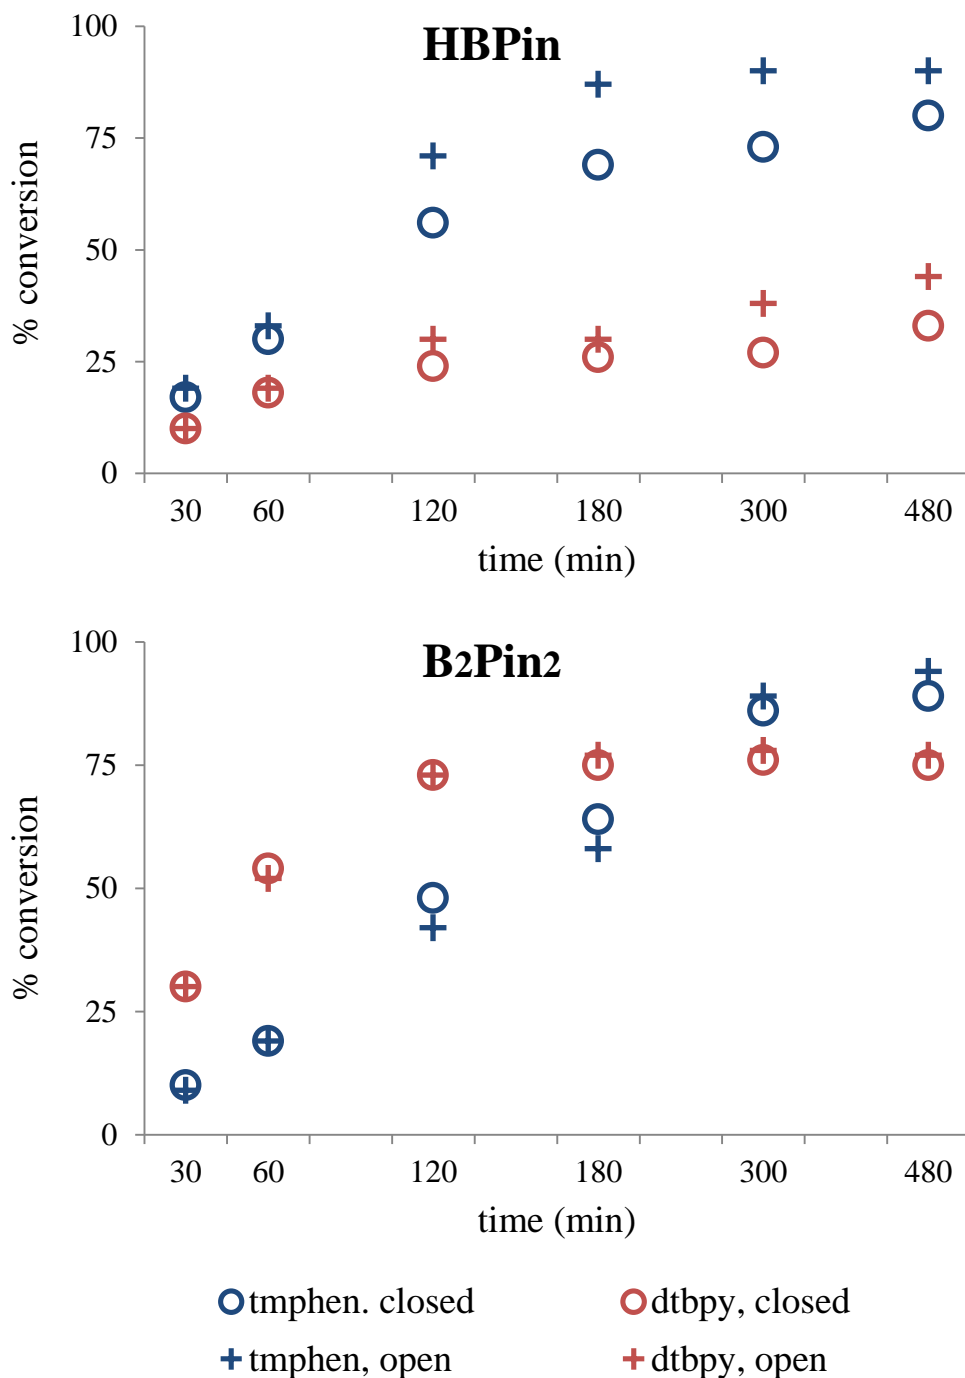 HBPin
100
75
50
25
0
% conversion
30 60 120 180 300 480
time (min)
B2Pin2
100
75
50
25
0
% conversion
30 60 120 180 300 480
time (min)
tmphen. closed
dtbpy, closed
tmphen, open
dtbpy, open